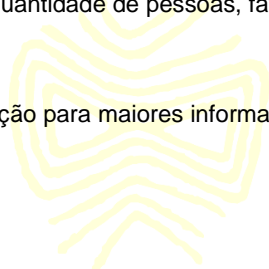 uantidade de pessoas, fa
ção para maiores informa